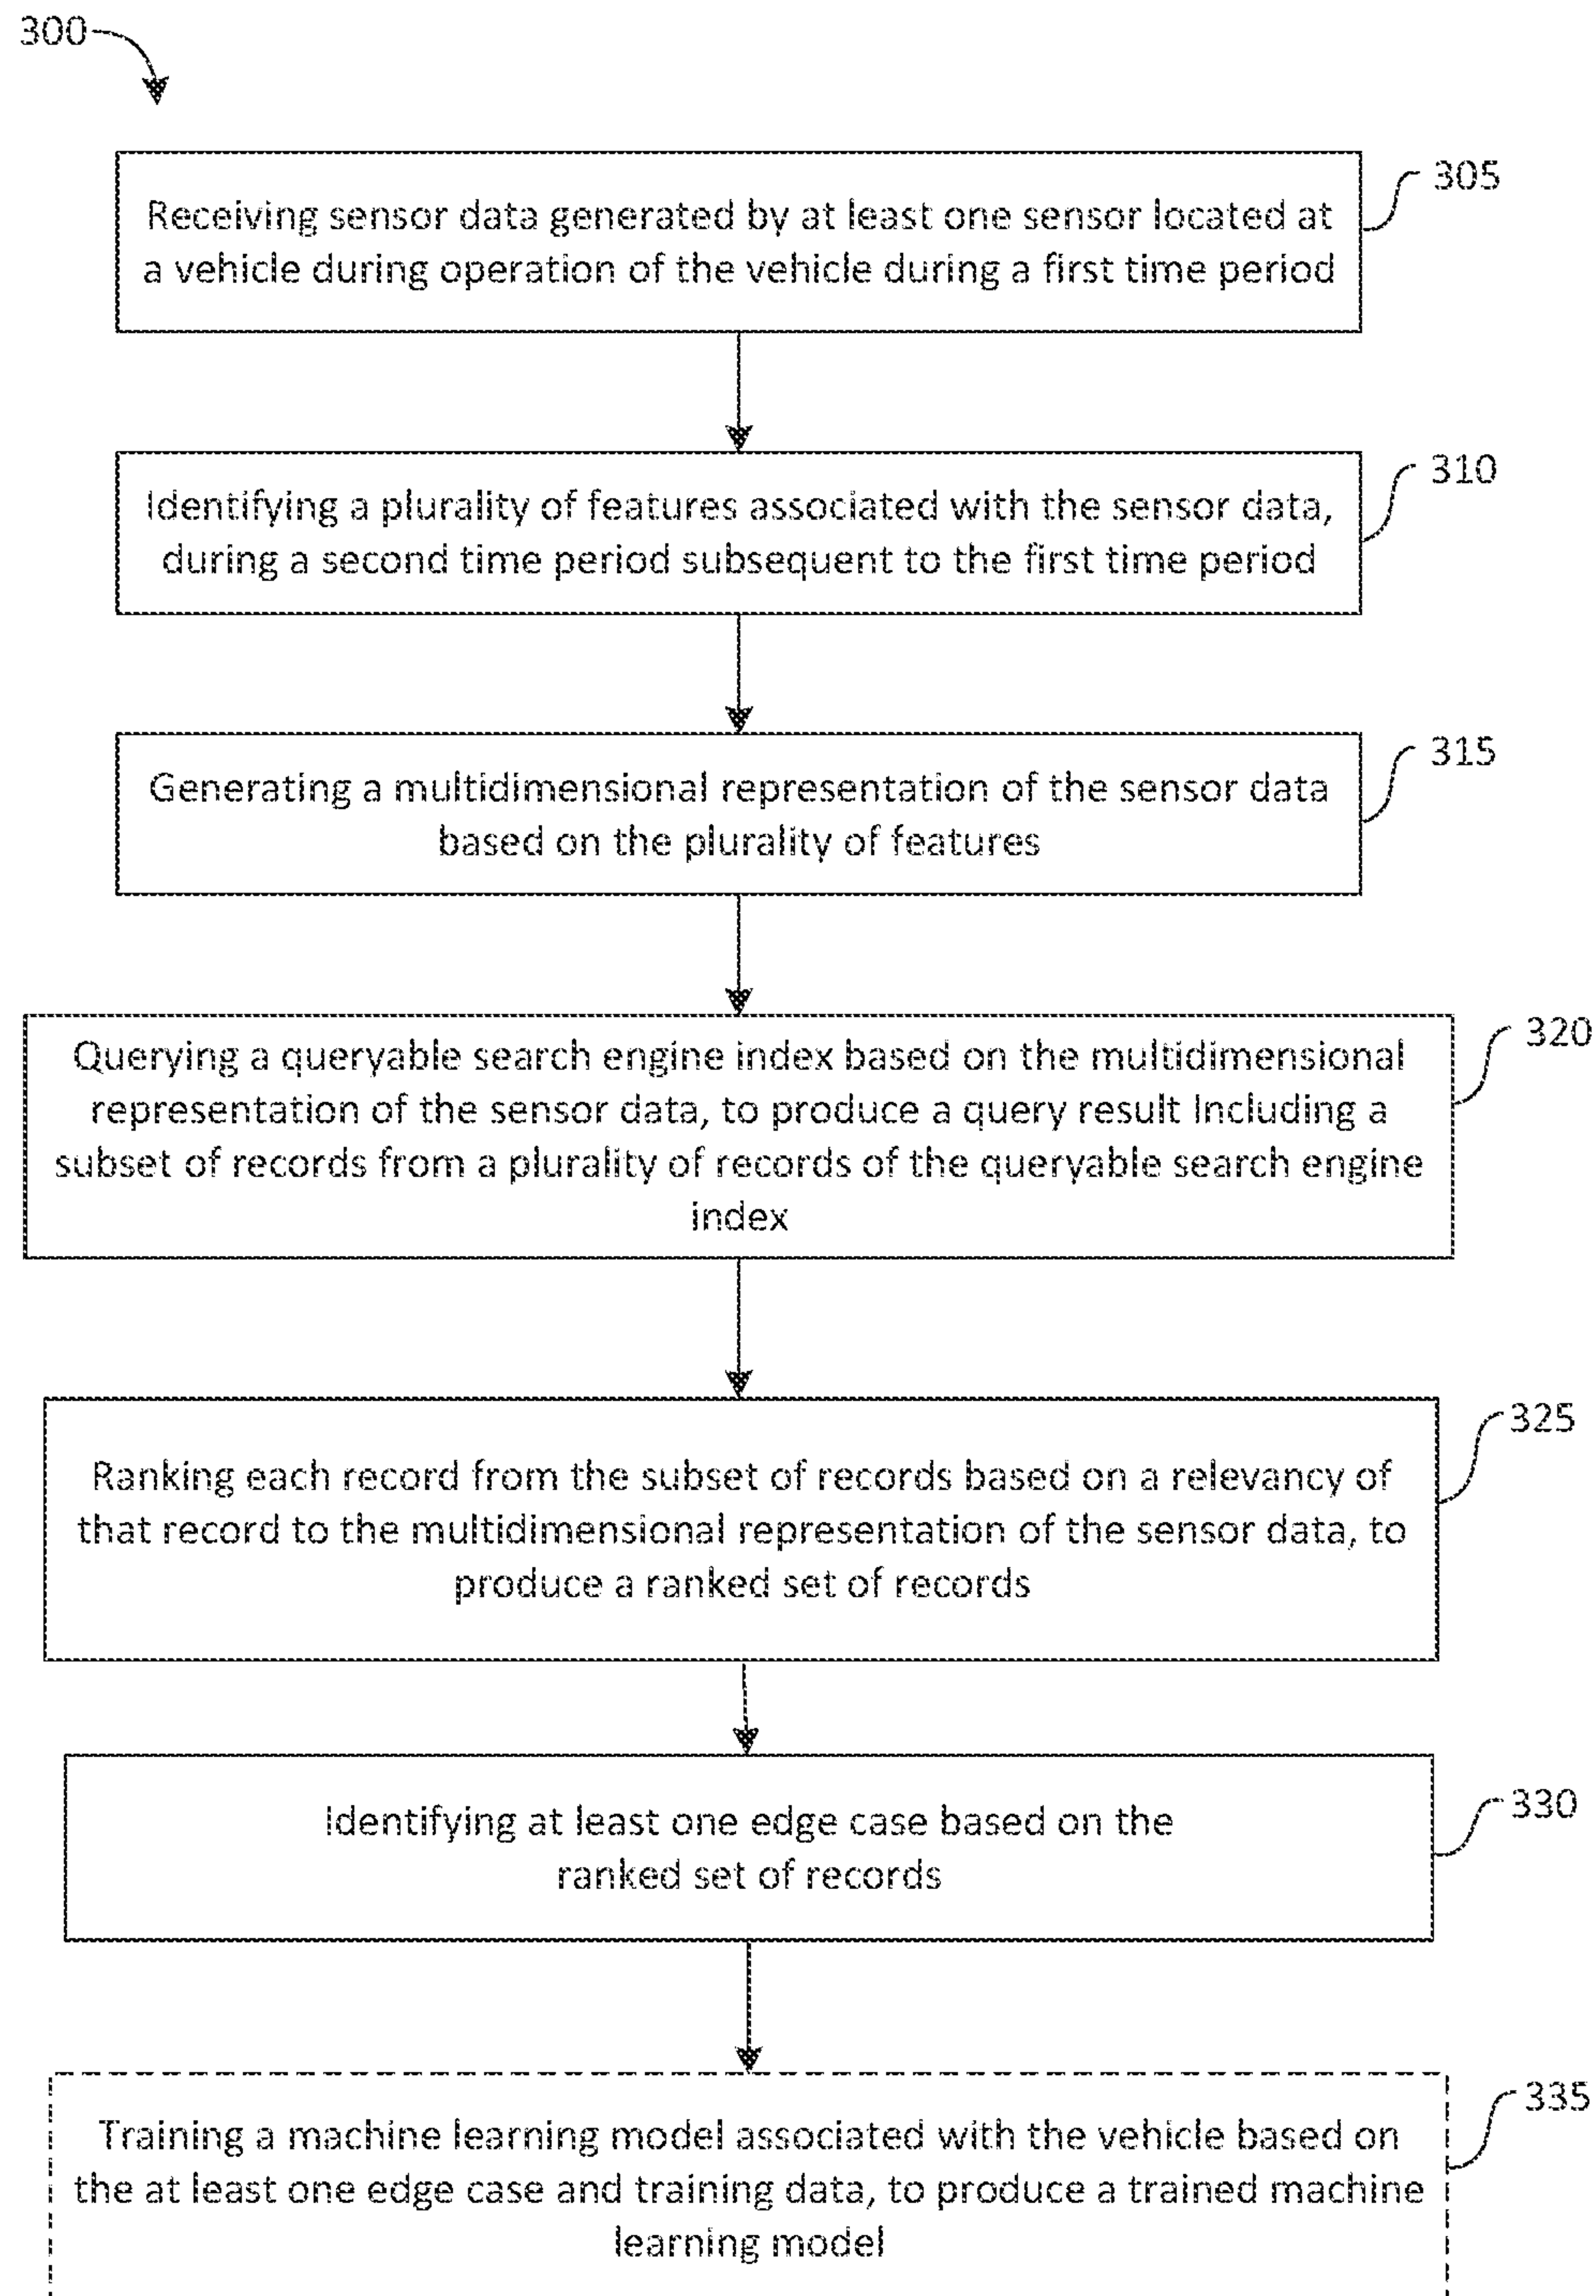 300
305
Receiving sensor data generated by at least one sensor located at
a vehicle during operation of the vehicle during a first time period
310
Identifying a plurality of features associated with the sensor data,
during a second time period subsequent to the first time period
315
Generating a multidimensional representation of the sensor data
based on the plurality of features
320
Querying a queryable search engine index based on the multidimensional
representation of the sensor data, to produce a query result Including a
subset of records from a plurality of records of the queryable search engine
index
325
Ranking each record from the subset of records based on a relevancy of
that record to the multidimensional representation of the sensor data, to
produce a ranked set of records
330
Identifying at least one edge case based on the
ranked set of records
335
Training a machine learning model associated with the vehicle based on
the at least one edge case and training data, to produce a trained machine
learning model